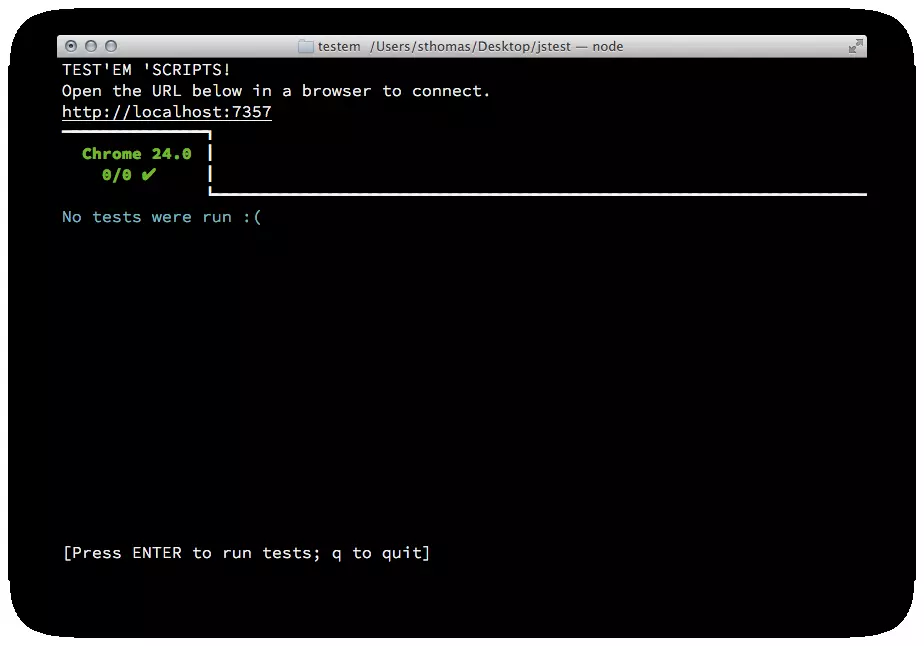 testem /Users/sthomas/Desktop/jstest — node
TEST'EM 'SCRIPTS!
Open the URL below in a browser to connect.
http://localhost:7357
Chrome 24.0
0/0 ✔
No tests were run :(
[Press ENTER to run tests; q to quit]